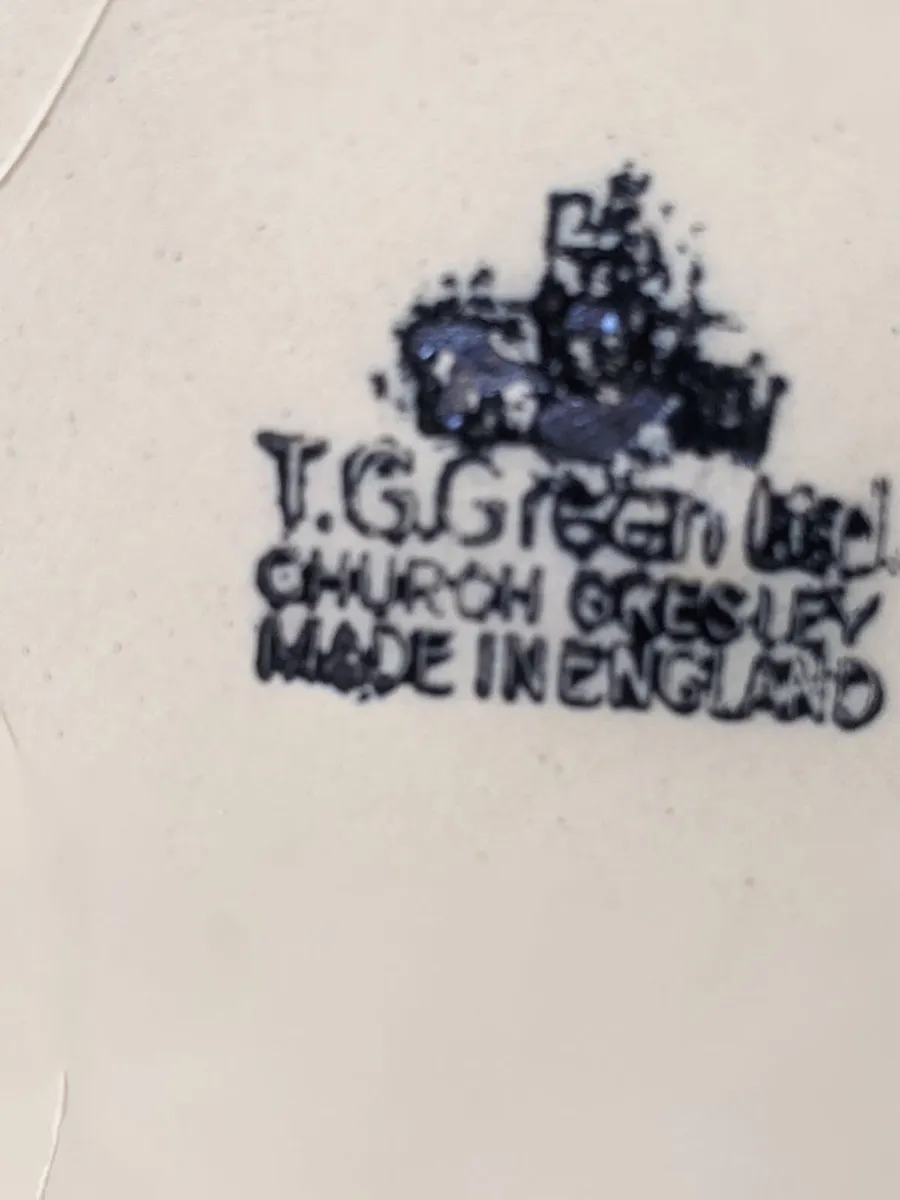 T.G.Green Ltd.
CHURCH GRESLEY
MADE IN ENGLAND